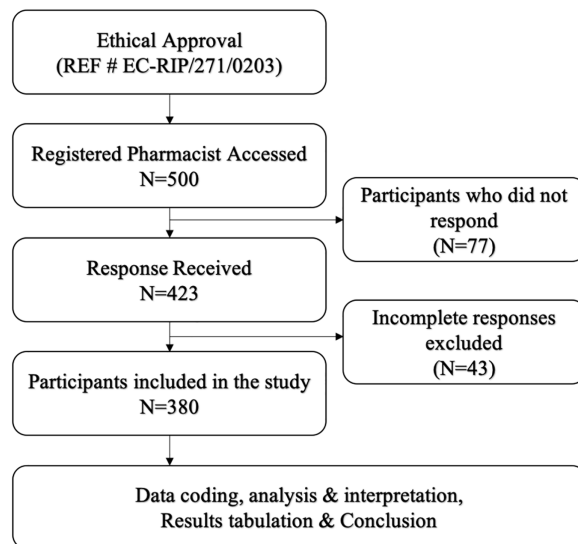 Ethical Approval
(REF # EC-RIP/271/0203)
Registered Pharmacist Accessed
N=500
Participants who did not
respond
(N=77)
Response Received
N=423
Incomplete responses
excluded
(N=43)
Participants included in the study
N=380
Data coding, analysis & interpretation,
Results tabulation & Conclusion